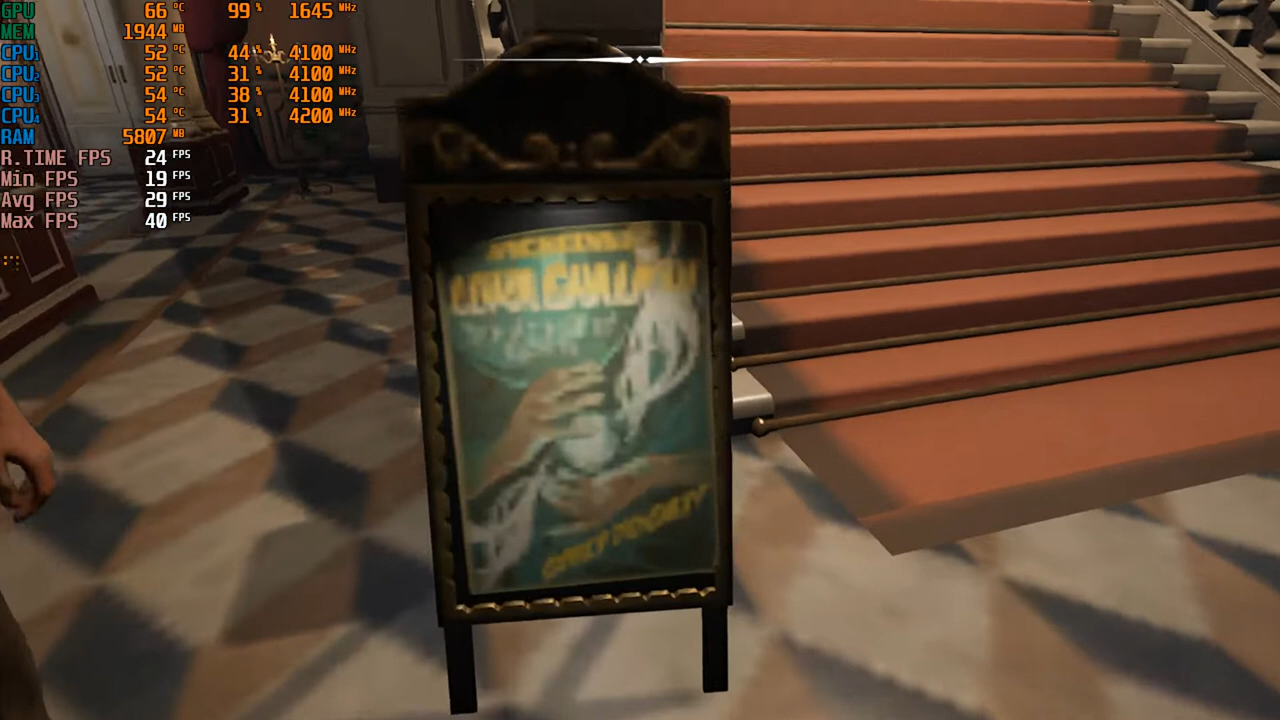 GPU 66 °C 99 % 1645 MHz
MEM 1944 MB
CPU1 52 °C 44 % 4100 MHz
CPU2 52 °C 31 % 4100 MHz
CPU3 54 °C 38 % 4100 MHz
CPU4 54 °C 31 % 4200 MHz
RAM 5807 MB
R.TIME FPS 24 FPS
Min FPS 19 FPS
Avg FPS 29 FPS
Max FPS 40 FPS